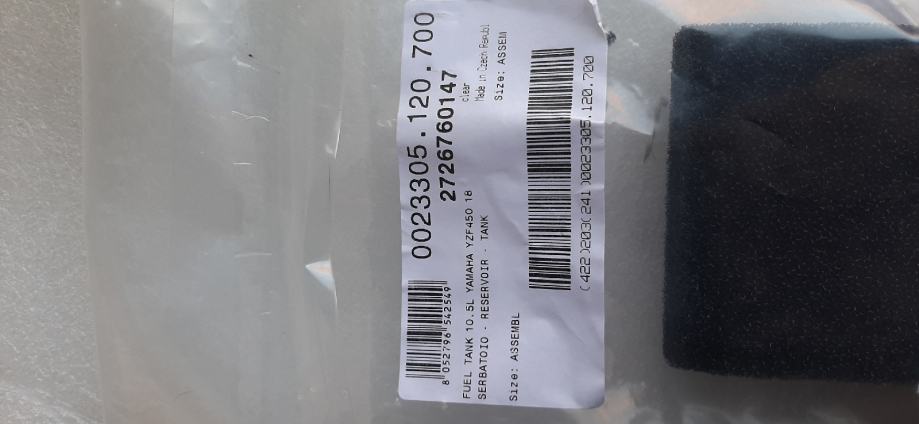 0023305.120.700
2726760147
clear
Made in Czech Republ
Size: ASSEM
8 052796 542549
FUEL TANK 10.5L YAMAHA YZF450 18
SERBATOIO - RESERVOIR - TANK
Size: ASSEMBL
(422)203(241)0023305.120.700